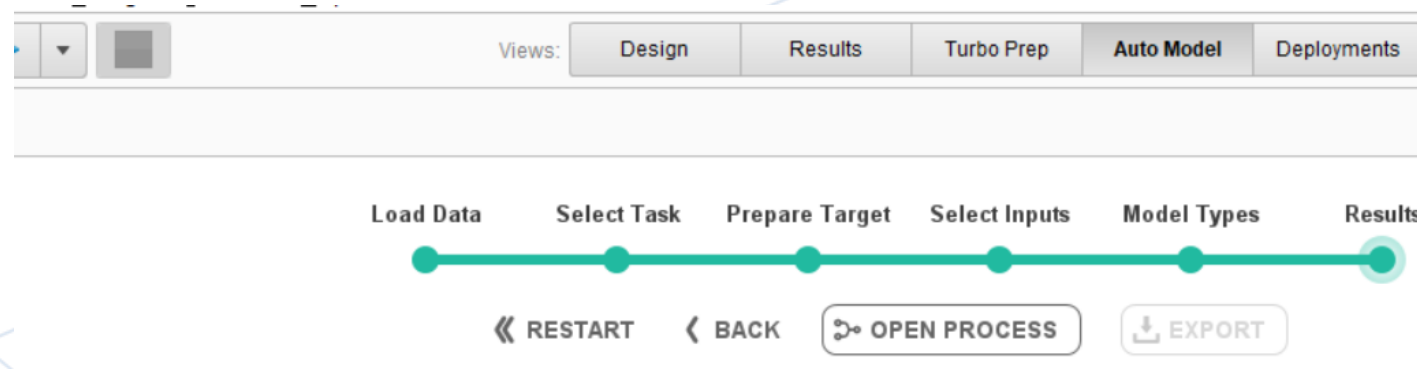 Views: Design Results Turbo Prep Auto Model Deployments
Load Data Select Task Prepare Target Select Inputs Model Types Results
RESTART BACK OPEN PROCESS EXPORT